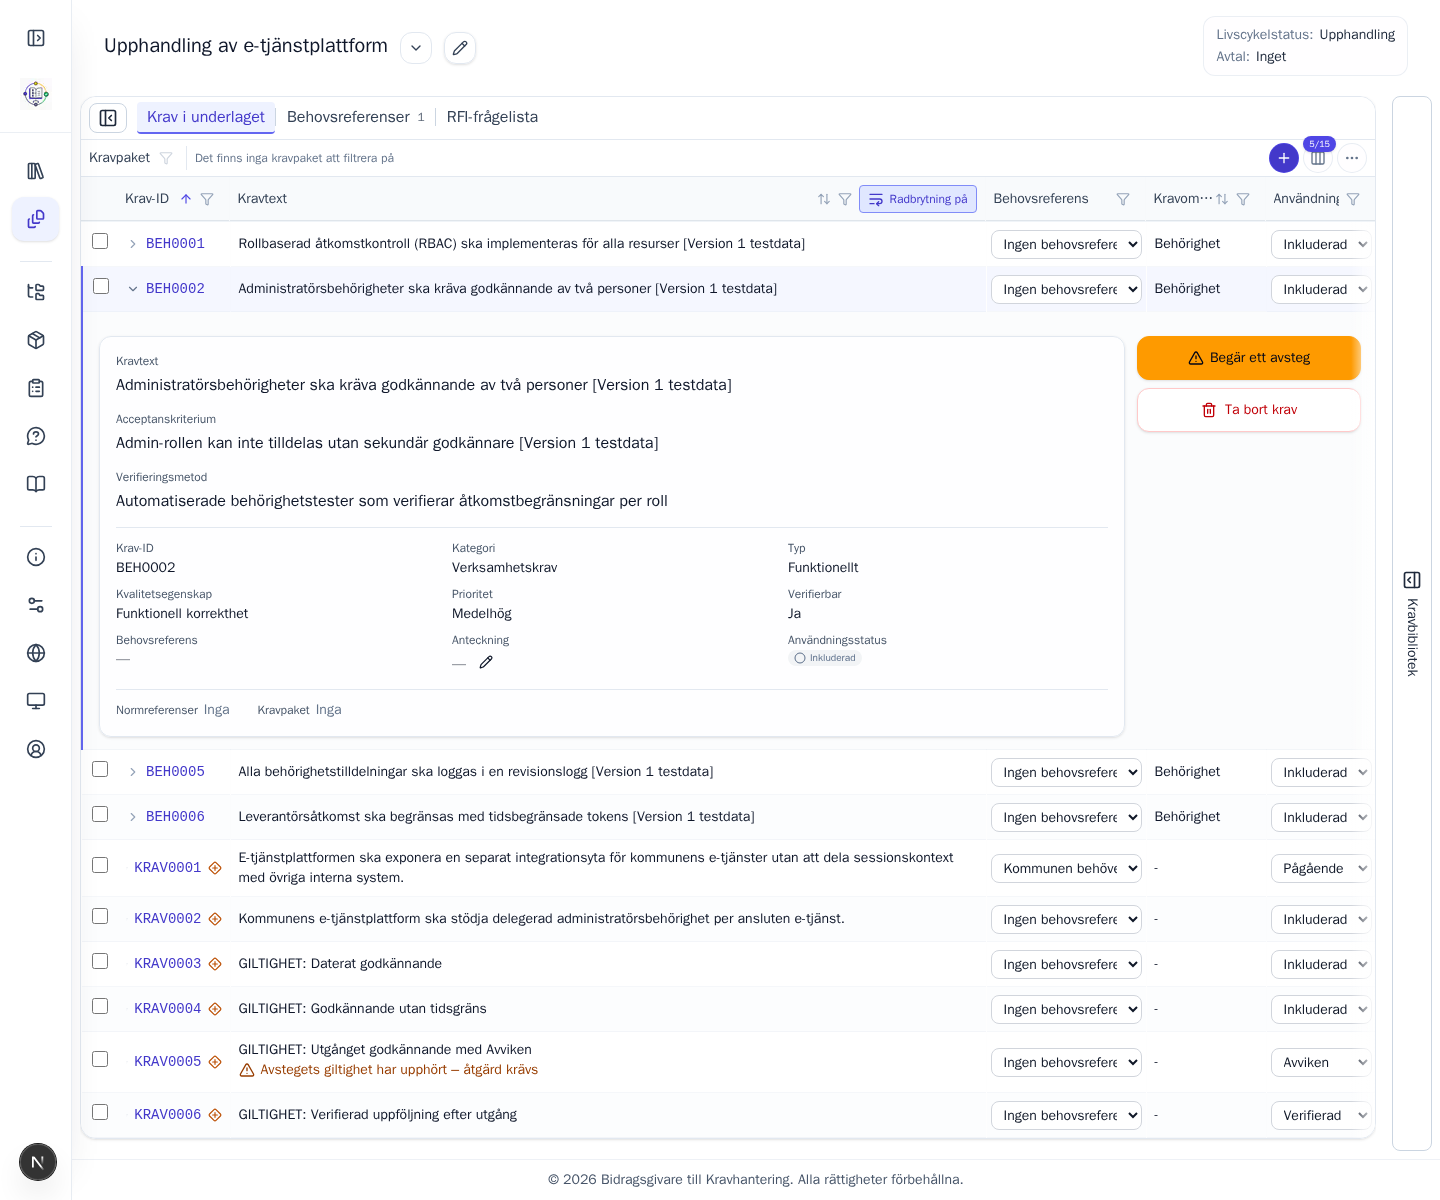 Upphandling av e-tjänstplattform
Livscykelstatus: Upphandling
Avtal: Inget
Krav i underlaget
Behovsreferenser 1
RFI-frågelista
Kravpaket
Det finns inga kravpaket att filtrera på
5/15
Krav-ID
Kravtext
Radbrytning på
Behovsreferens
Kravom···
Användning
BEH0001 Rollbaserad åtkomstkontroll (RBAC) ska implementeras för alla resurser [Version 1 testdata] Ingen behovsrefere Behörighet Inkluderad
BEH0002 Administratörsbehörigheter ska kräva godkännande av två personer [Version 1 testdata] Ingen behovsrefere Behörighet Inkluderad
Kravtext
Administratörsbehörigheter ska kräva godkännande av två personer [Version 1 testdata]
Acceptanskriterium
Admin-rollen kan inte tilldelas utan sekundär godkännare [Version 1 testdata]
Verifieringsmetod
Automatiserade behörighetstester som verifierar åtkomstbegränsningar per roll
Krav-ID Kategori Typ
BEH0002 Verksamhetskrav Funktionellt
Kvalitetsegenskap Prioritet Verifierbar
Funktionell korrekthet Medelhög Ja
Behovsreferens Anteckning Användningsstatus
— — Inkluderad
Normreferenser Inga Kravpaket Inga
Begär ett avsteg
Ta bort krav
BEH0005 Alla behörighetstilldelningar ska loggas i en revisionslogg [Version 1 testdata] Ingen behovsrefere Behörighet Inkluderad
BEH0006 Leverantörsåtkomst ska begränsas med tidsbegränsade tokens [Version 1 testdata] Ingen behovsrefere Behörighet Inkluderad
KRAV0001 E-tjänstplattformen ska exponera en separat integrationsyta för kommunens e-tjänster utan att dela sessionskontext
med övriga interna system. Kommunen behöve - Pågående
KRAV0002 Kommunens e-tjänstplattform ska stödja delegerad administratörsbehörighet per ansluten e-tjänst. Ingen behovsrefere - Inkluderad
KRAV0003 GILTIGHET: Daterat godkännande Ingen behovsrefere - Inkluderad
KRAV0004 GILTIGHET: Godkännande utan tidsgräns Ingen behovsrefere - Inkluderad
KRAV0005 GILTIGHET: Utgånget godkännande med Avviken Ingen behovsrefere - Avviken
Avstegets giltighet har upphört – åtgärd krävs
KRAV0006 GILTIGHET: Verifierad uppföljning efter utgång Ingen behovsrefere - Verifierad
Kravbibliotek
N
© 2026 Bidragsgivare till Kravhantering. Alla rättigheter förbehållna.